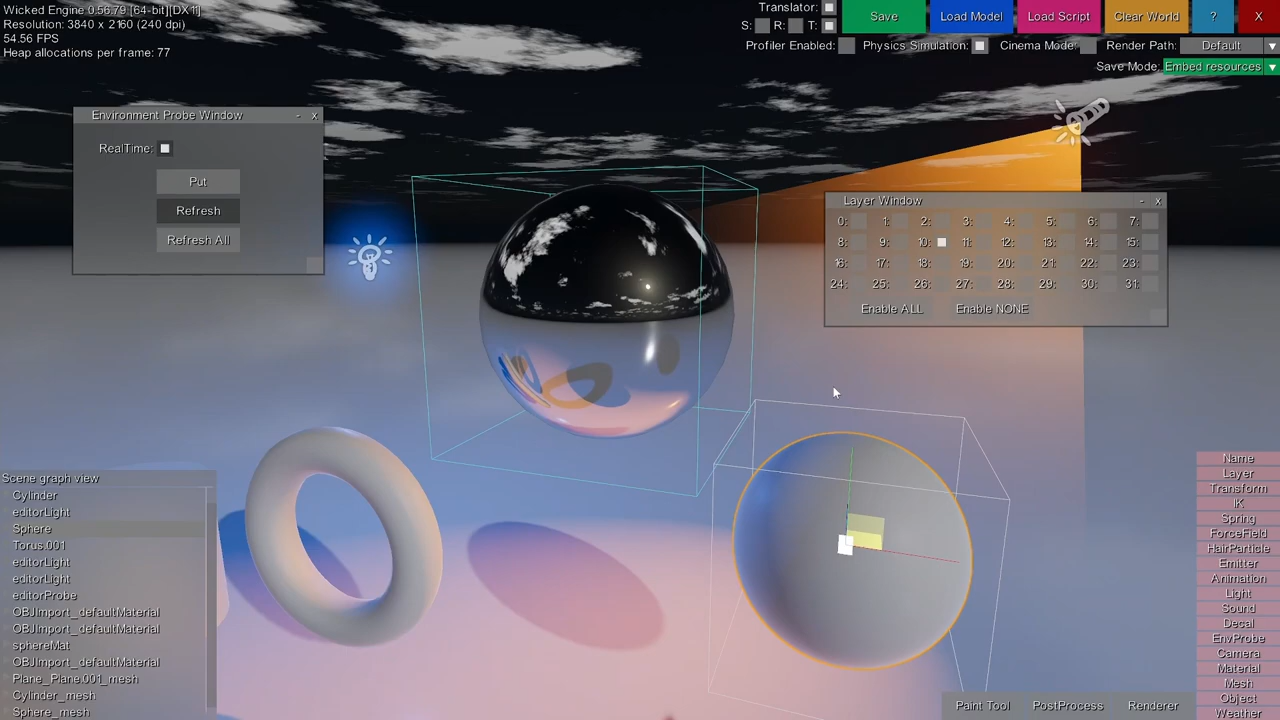 Wicked Engine 0.56.79 [64-bit][DX11]
Resolution: 3840 x 2160 (240 dpi)
54.56 FPS
Heap allocations per frame: 77
Translator:
S: R: T:
Save
Load Model
Load Script
Clear World
?
X
Profiler Enabled: Physics Simulation: Cinema Mode: Render Path: Default
Save Mode: Embed resources
Environment Probe Window - x
RealTime:
Put
Refresh
Refresh All
Layer Window - x
0: 1: 2: 3: 4: 5: 6: 7:
8: 9: 10: 11: 12: 13: 14: 15:
16: 17: 18: 19: 20: 21: 22: 23:
24: 25: 26: 27: 28: 29: 30: 31:
Enable ALL Enable NONE
Scene graph view
Cylinder
editorLight
Sphere
Torus.001
editorLight
editorLight
editorProbe
OBJImport_defaultMaterial
OBJImport_defaultMaterial
sphereMat
OBJImport_defaultMaterial
Plane_Plane.001_mesh
Cylinder_mesh
Sphere_mesh
Name
Layer
Transform
IK
Spring
ForceField
HairParticle
Emitter
Animation
Light
Sound
Decal
EnvProbe
Camera
Material
Mesh
Object
Weather
Paint Tool
PostProcess
Renderer